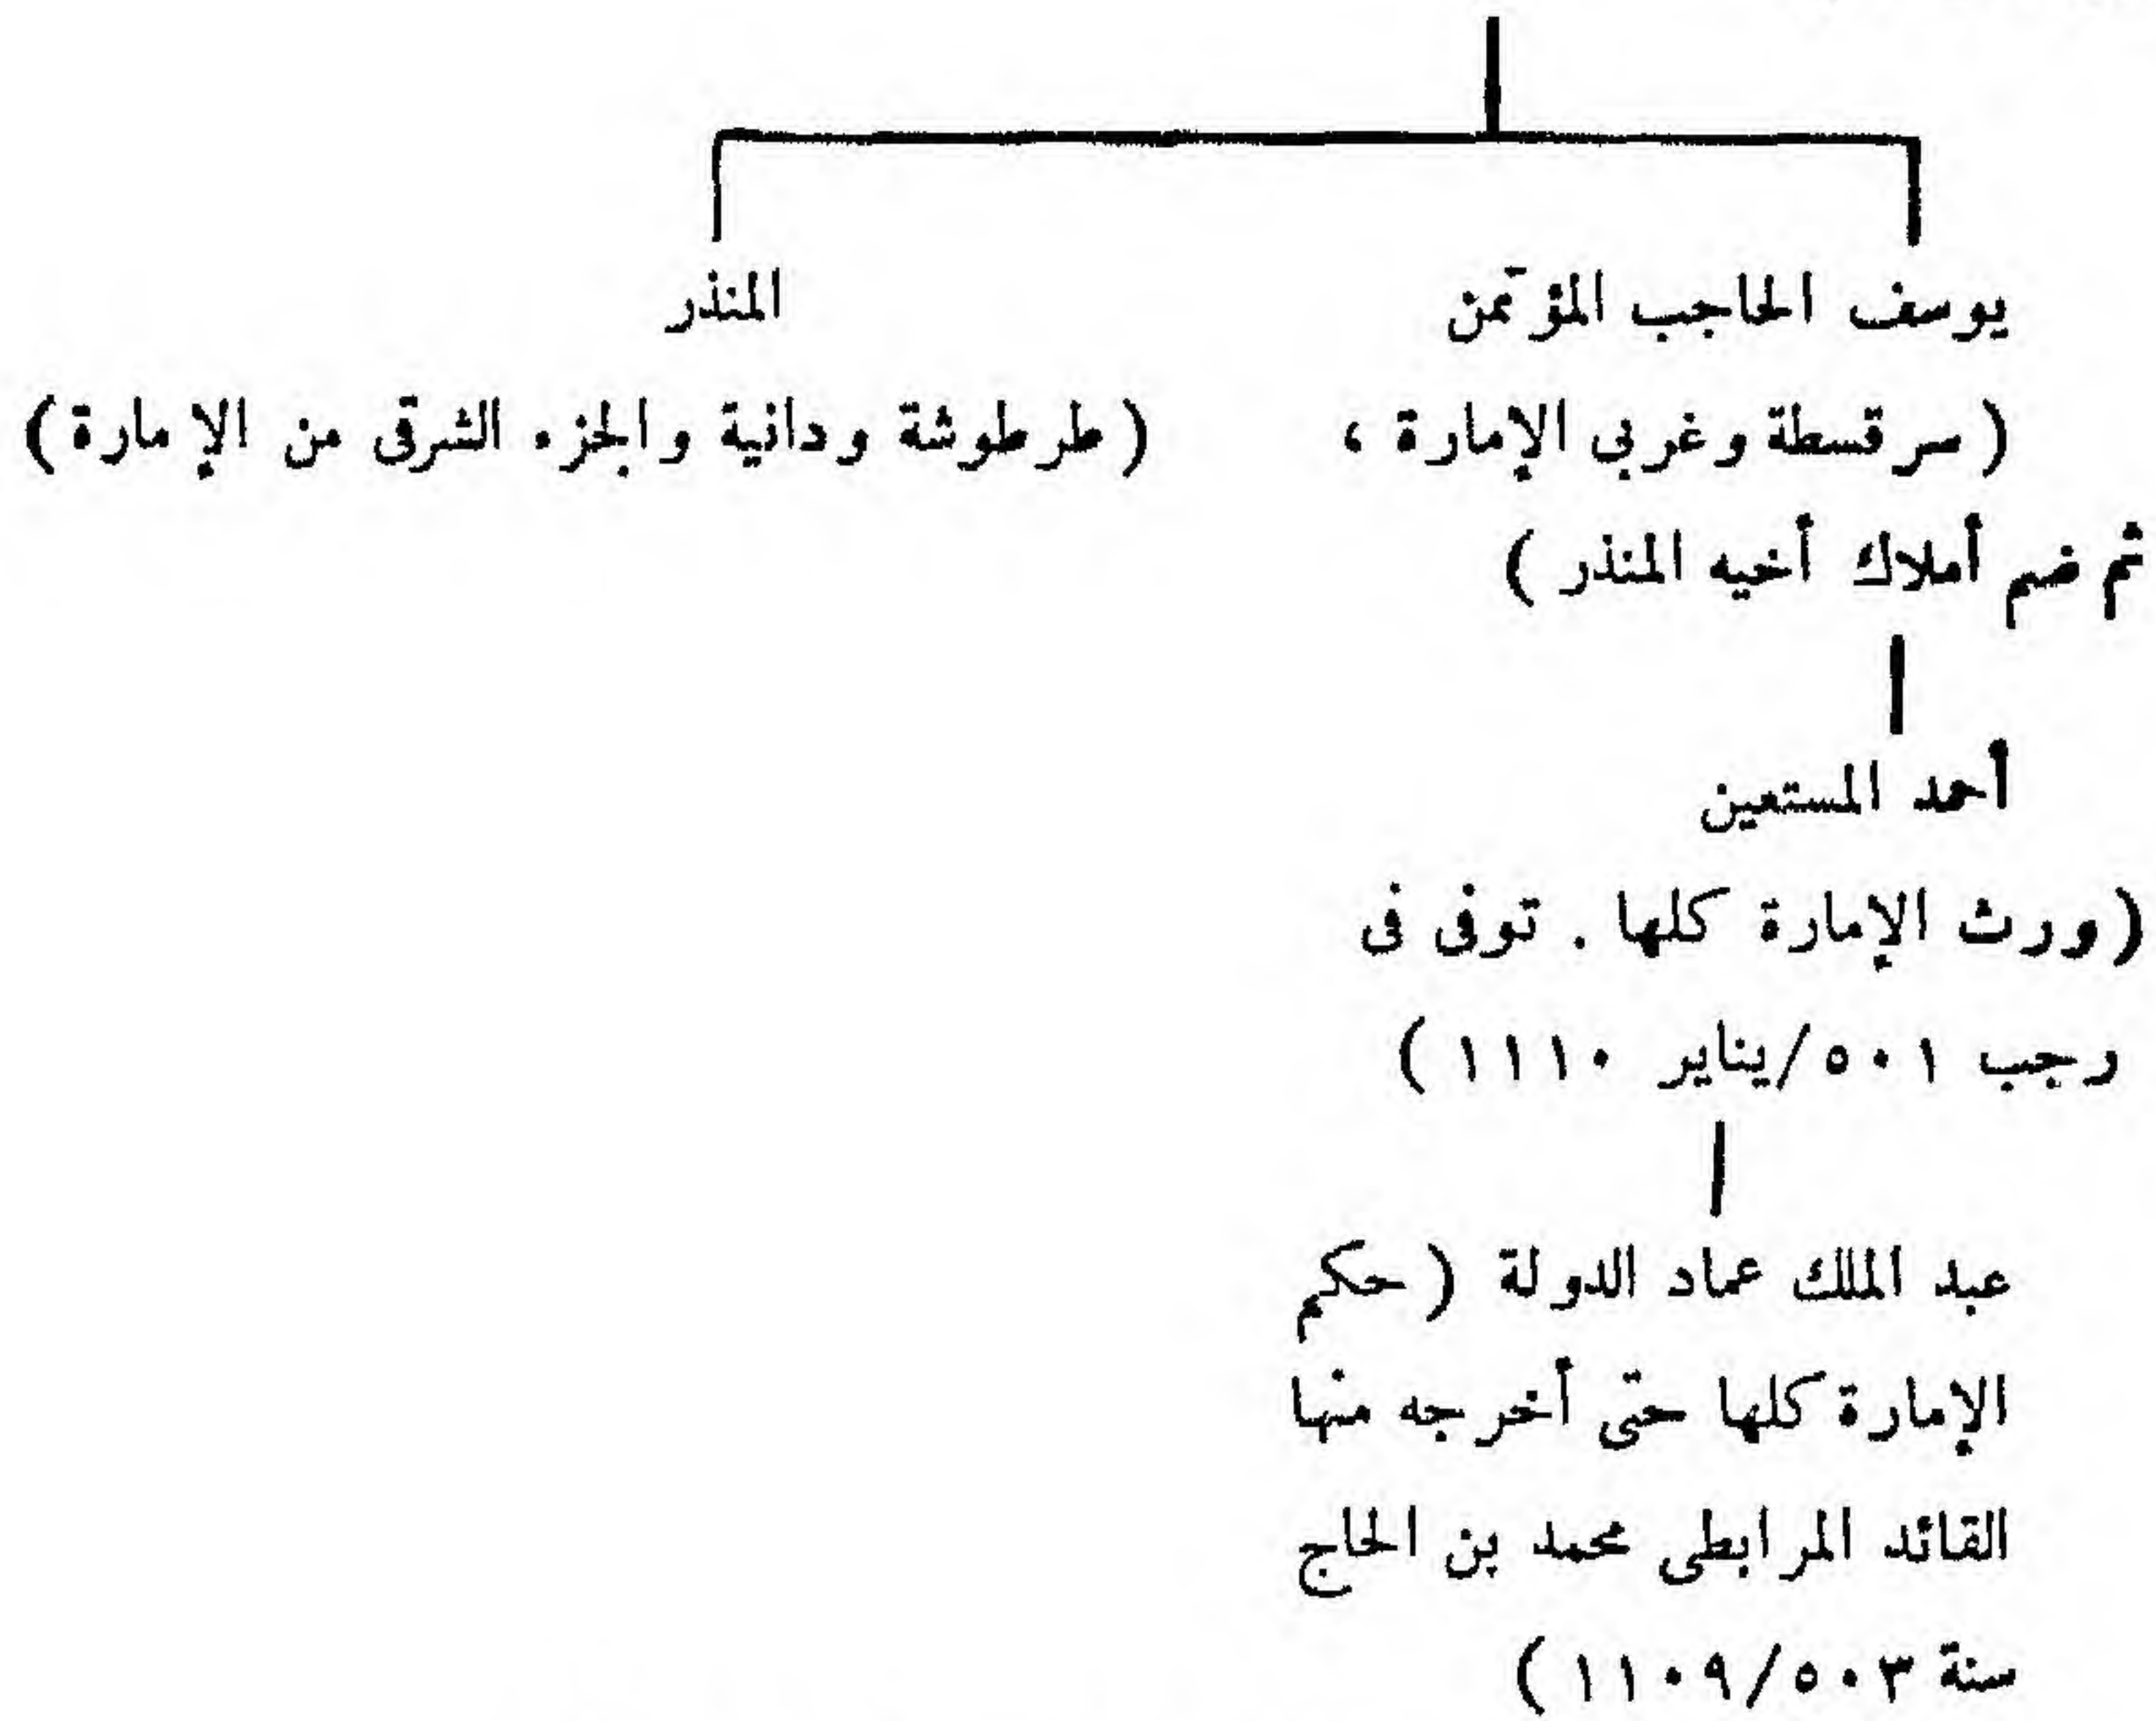 يوسف الحاجب المؤتمن
(سرقسطة وغربى الإمارة ،
ثم ضم أملاك أخيه المنذر )
المنذر
(طرطوشة ودانية والجزء الشرقى من الإمارة)
أحمد المستعين
(ورث الإمارة كلها . توفى فى
رجب ٥٠١/يناير ١١١٠ )
عبد الملك عماد الدولة ( حكم
الإمارة كلها حتى أخرجه منها
القائد المرابطى محمد بن الحاج
سنة ٥٠٣/١١٠٩ )